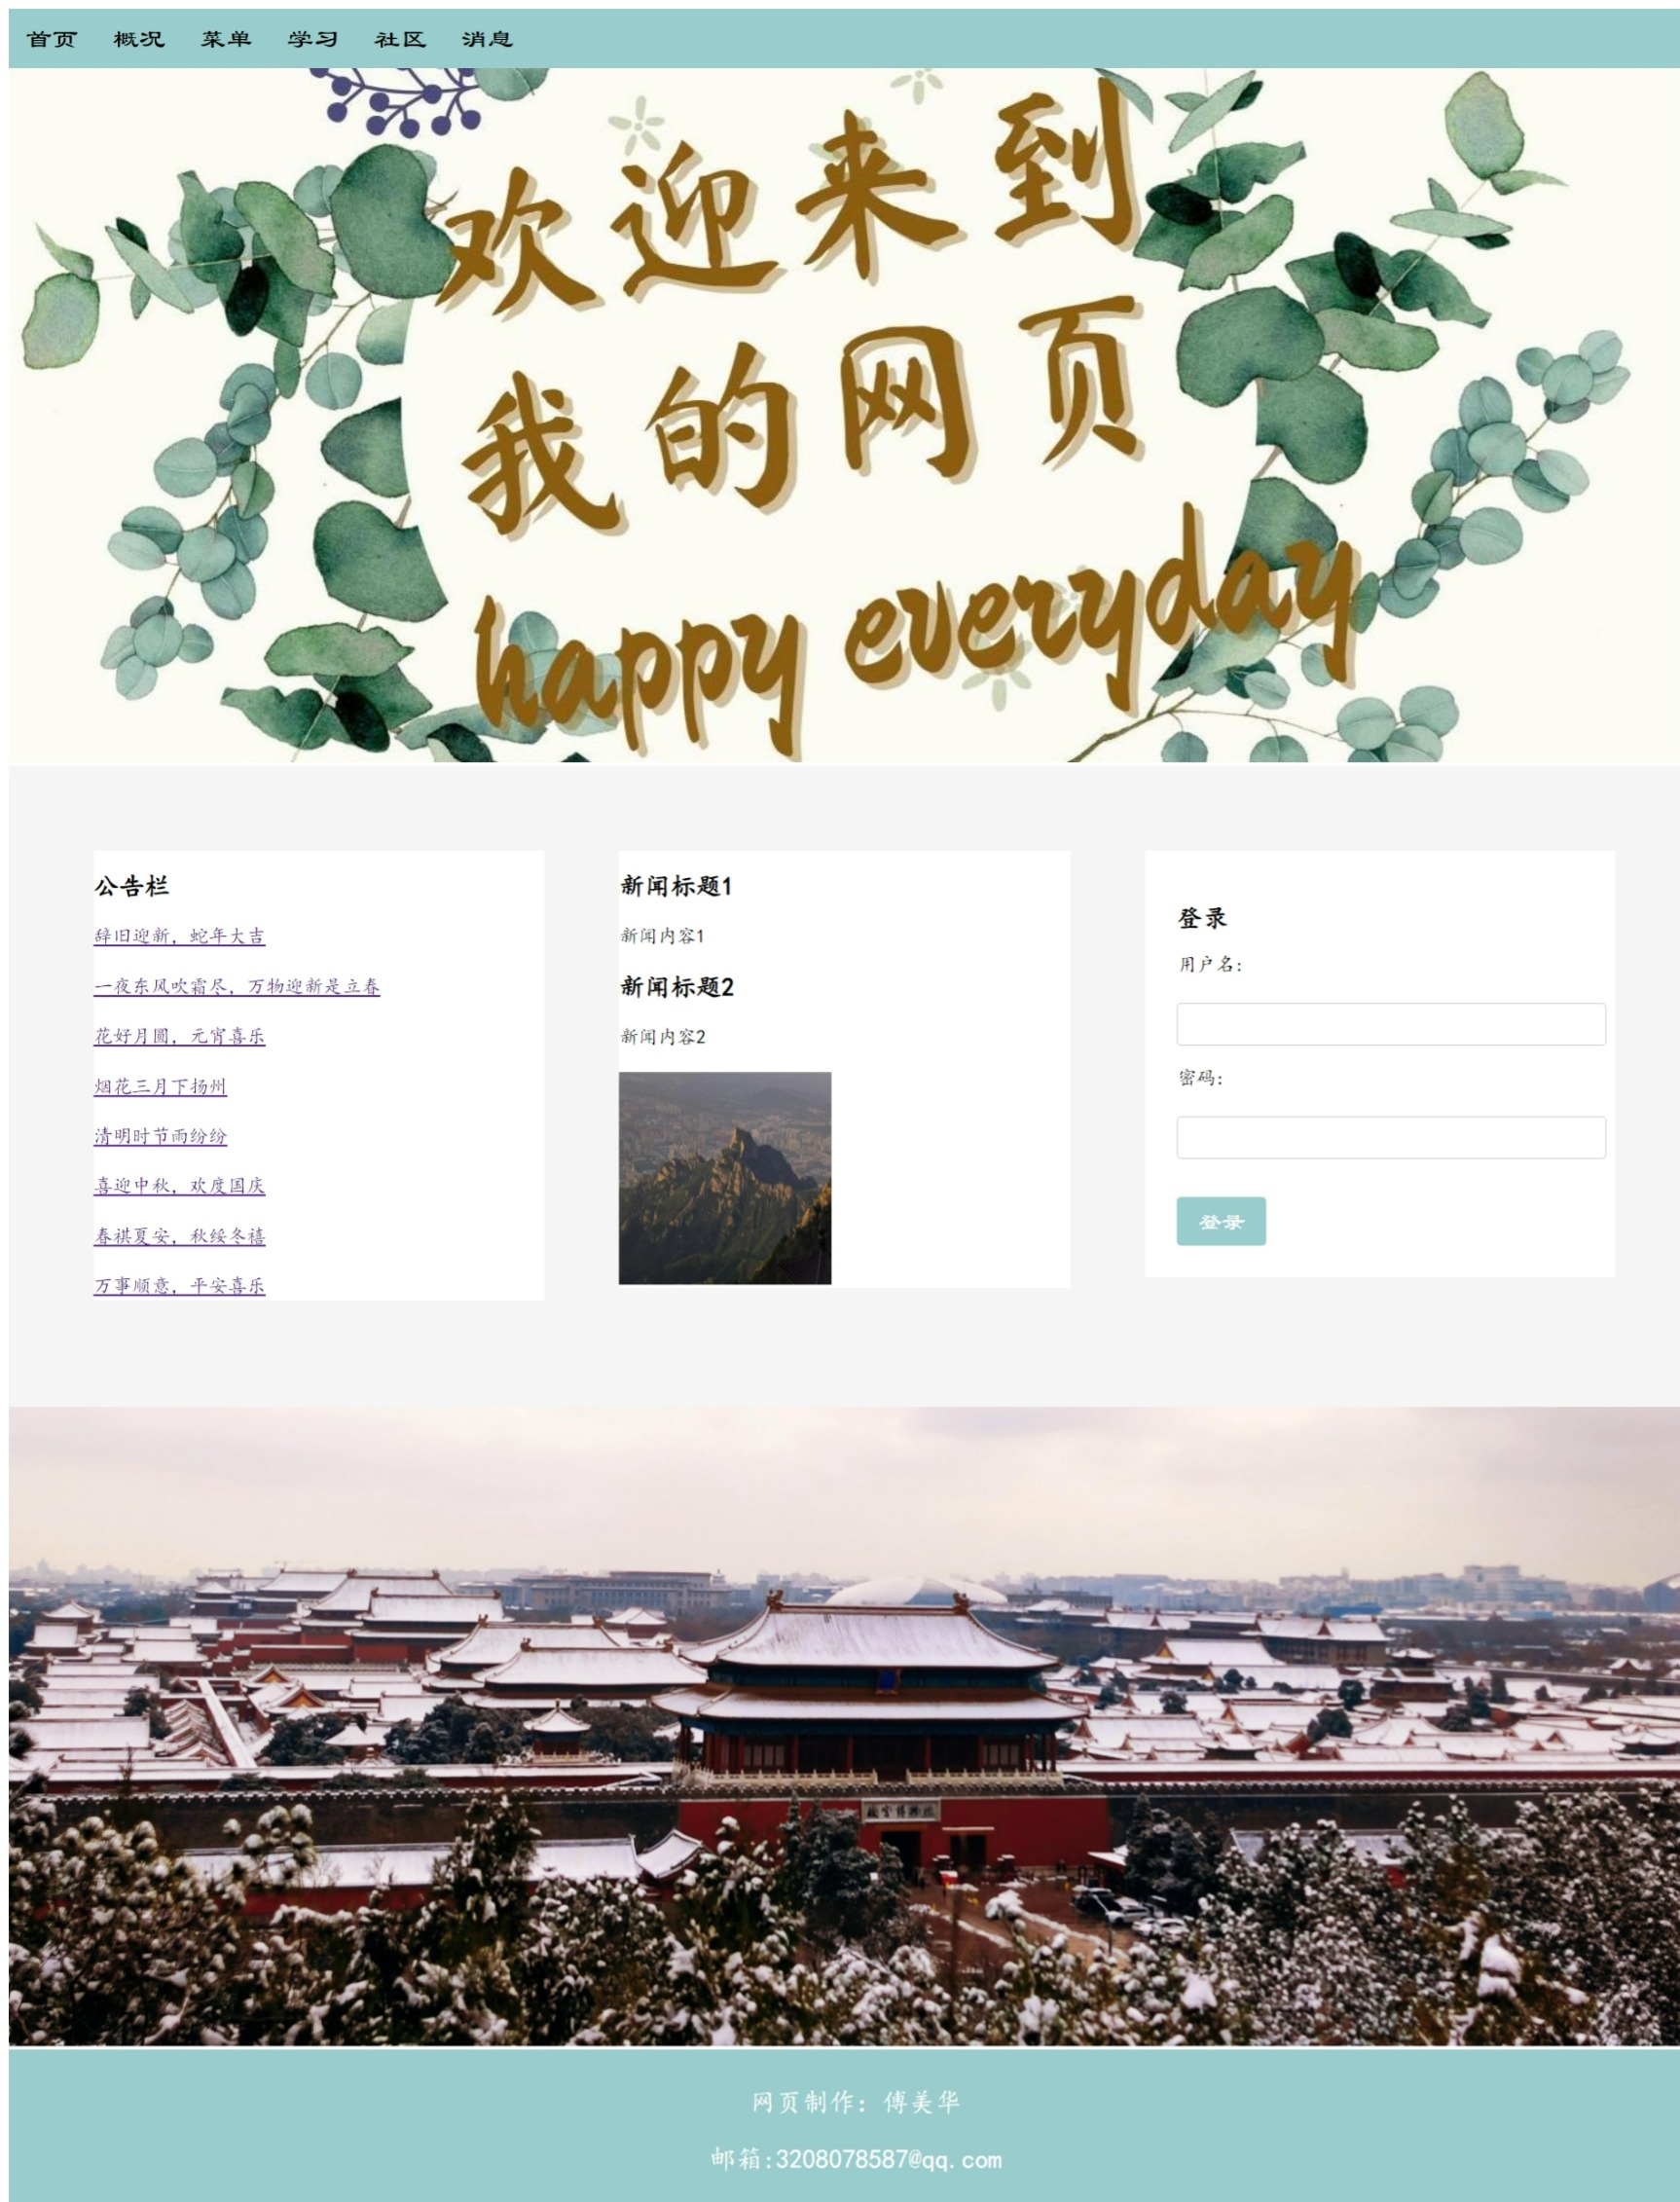 首页 概况 菜单 学习 社区 消息
欢迎来到
我的网页
happy everyday
公告栏
辞旧迎新，蛇年大吉
一夜东风吹霜尽，万物迎新是立春
花好月圆，元宵喜乐
烟花三月下扬州
清明时节雨纷纷
喜迎中秋，欢度国庆
春祺夏安，秋绥冬禧
万事顺意，平安喜乐
新闻标题1
新闻内容1
新闻标题2
新闻内容2
登录
用户名:
密码:
登录
故宫博物院
网页制作：傅美华
邮箱:3208078587@qq.com